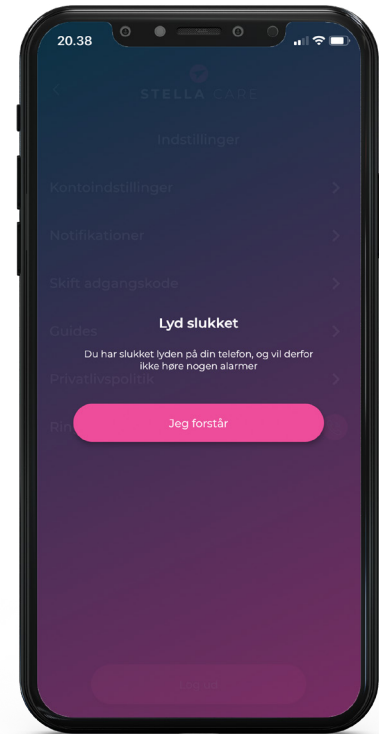 20.38
STELLA CARE
Indstillinger
Kontoindstillinger
Notifikationer
Skift adgangskode
Lyd slukket
Guides
Du har slukket lyden på din telefon, og vil derfor
ikke høre nogen alarmer
Privatlivspolitik
Jeg forstår
Rin